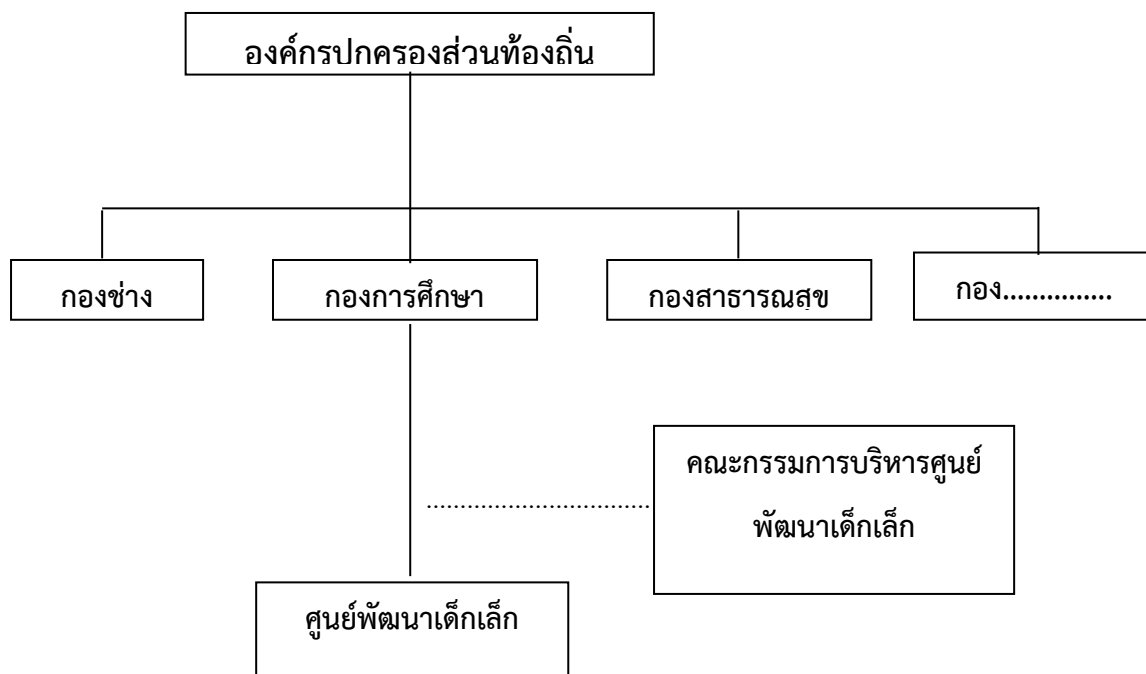 องค์กรปกครองส่วนท้องถิ่น
กองช่าง
กองการศึกษา
กองสาธารณสุข
กอง...............
คณะกรรมการบริหารศูนย์
พัฒนาเด็กเล็ก
ศูนย์พัฒนาเด็กเล็ก